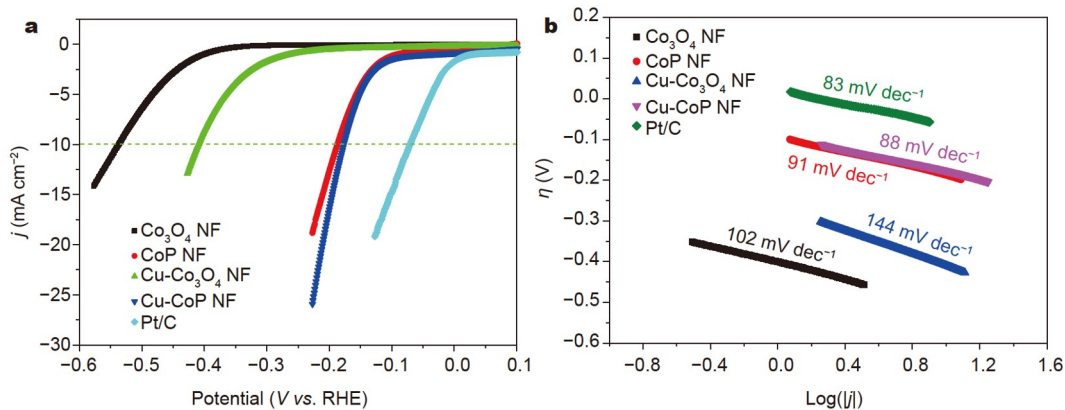 a
0
−5
−10
−15
−20
−25
−30
j (mA cm⁻²)
Co₃O₄ NF
CoP NF
Cu–Co₃O₄ NF
Cu–CoP NF
Pt/C
−0.6 −0.5 −0.4 −0.3 −0.2 −0.1 0.0 0.1
Potential (V vs. RHE)
b
0.2
0.1
0.0
−0.1
−0.2
−0.3
−0.4
−0.5
−0.6
η (V)
Co₃O₄ NF
CoP NF
Cu–Co₃O₄ NF
Cu–CoP NF
Pt/C
83 mV dec⁻¹
88 mV dec⁻¹
91 mV dec⁻¹
144 mV dec⁻¹
102 mV dec⁻¹
−0.8 −0.4 0.0 0.4 0.8 1.2 1.6
Log(|j|)